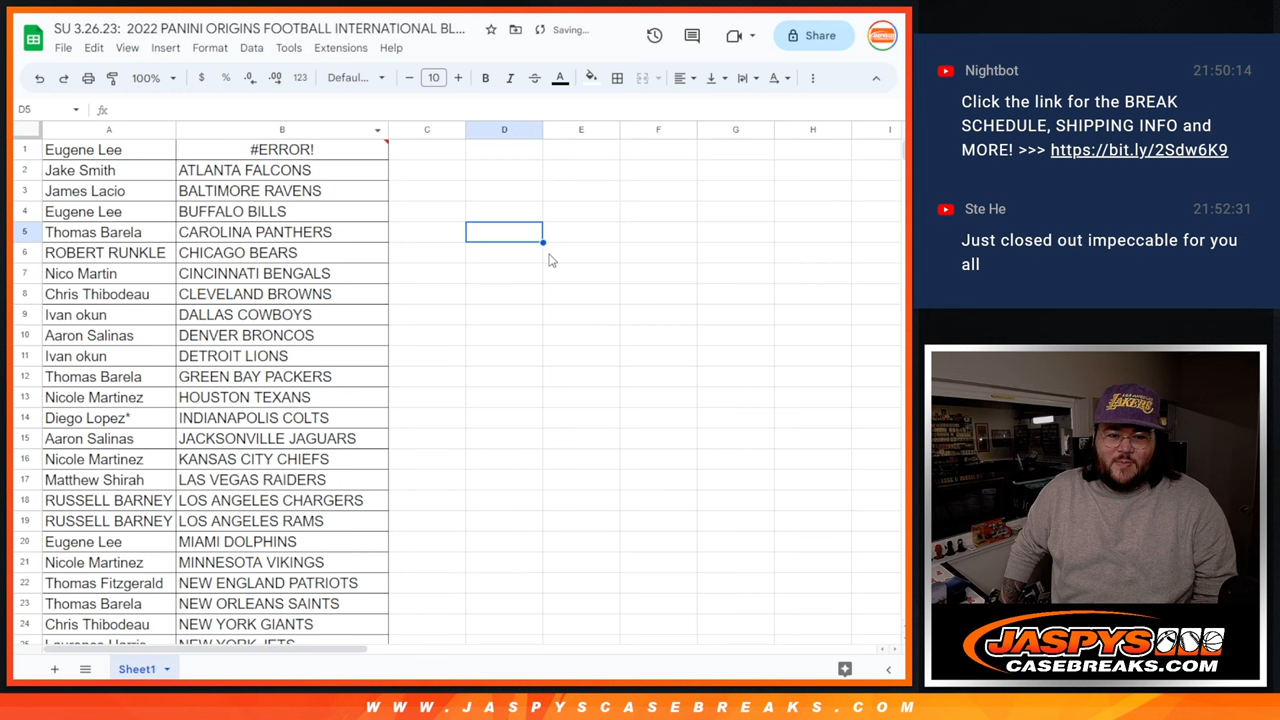 SU 3.26.23: 2022 PANINI ORIGINS FOOTBALL INTERNATIONAL BL...
Saving...
Share
File Edit View Insert Format Data Tools Extensions Help
100% $ % .0 .00 123 Defaul... − 10 + B I S A
D5 fx
A B C D E F G H I
1 Eugene Lee #ERROR!
2 Jake Smith ATLANTA FALCONS
3 James Lacio BALTIMORE RAVENS
4 Eugene Lee BUFFALO BILLS
5 Thomas Barela CAROLINA PANTHERS
6 ROBERT RUNKLE CHICAGO BEARS
7 Nico Martin CINCINNATI BENGALS
8 Chris Thibodeau CLEVELAND BROWNS
9 Ivan okun DALLAS COWBOYS
10 Aaron Salinas DENVER BRONCOS
11 Ivan okun DETROIT LIONS
12 Thomas Barela GREEN BAY PACKERS
13 Nicole Martinez HOUSTON TEXANS
14 Diego Lopez* INDIANAPOLIS COLTS
15 Aaron Salinas JACKSONVILLE JAGUARS
16 Nicole Martinez KANSAS CITY CHIEFS
17 Matthew Shirah LAS VEGAS RAIDERS
18 RUSSELL BARNEY LOS ANGELES CHARGERS
19 RUSSELL BARNEY LOS ANGELES RAMS
20 Eugene Lee MIAMI DOLPHINS
21 Nicole Martinez MINNESOTA VIKINGS
22 Thomas Fitzgerald NEW ENGLAND PATRIOTS
23 Thomas Barela NEW ORLEANS SAINTS
24 Chris Thibodeau NEW YORK GIANTS
Sheet1
Nightbot 21:50:14
Click the link for the BREAK
SCHEDULE, SHIPPING INFO and
MORE! >>> https://bit.ly/2Sdw6K9
Ste He 21:52:31
Just closed out impeccable for you
all
LAKERS
JASPYS
CASEBREAKS.COM
WWW.JASPYSCASEBREAKS.COM